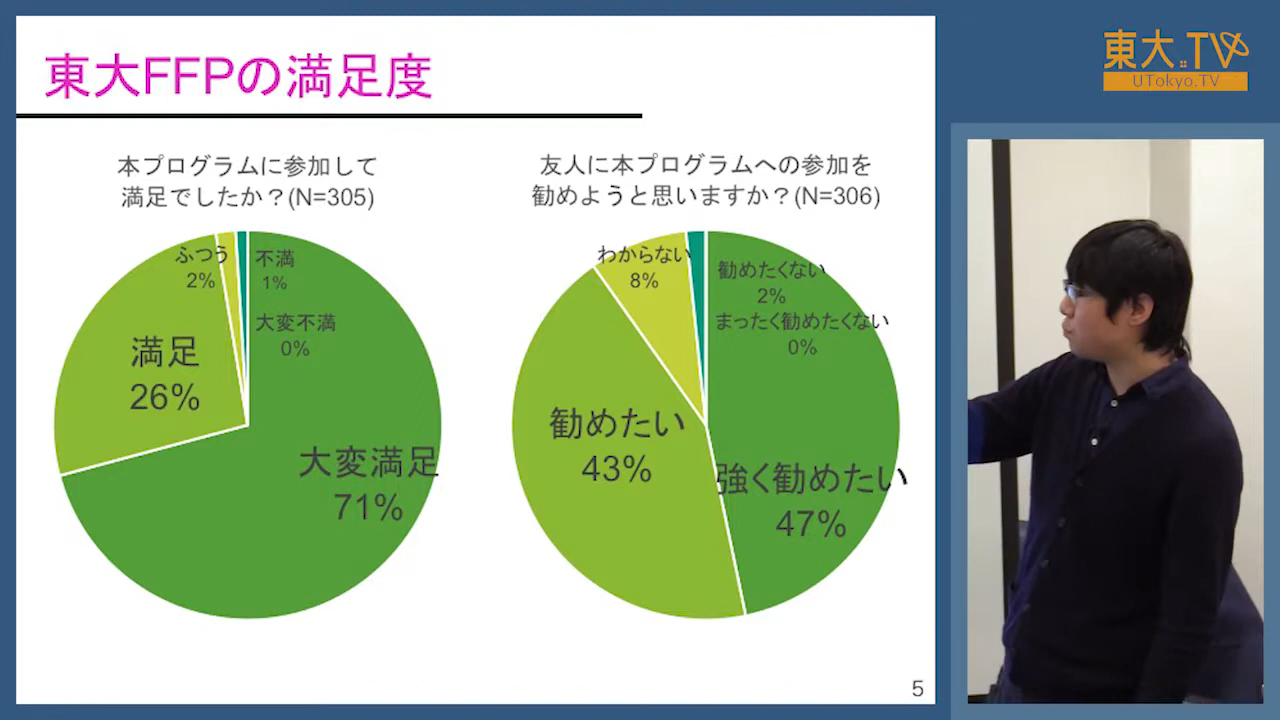 東大FFPの満足度
本プログラムに参加して
満足でしたか？(N=305)
ふつう
2%
不満
1%
大変不満
0%
満足
26%
大変満足
71%
友人に本プログラムへの参加を
勧めようと思いますか？(N=306)
わからない
8%
勧めたくない
2%
まったく勧めたくない
0%
勧めたい
43%
強く勧めたい
47%
5
東大.TV
UTokyo.TV